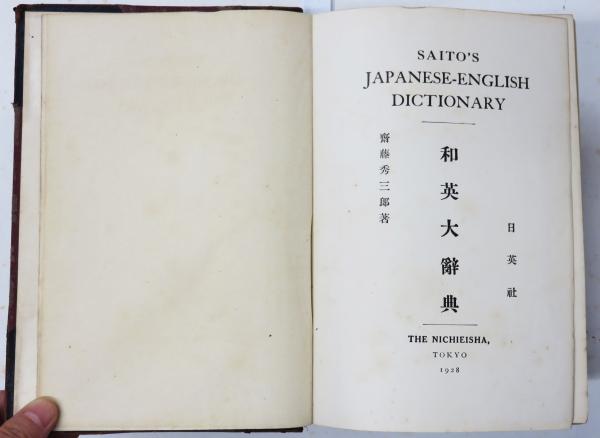 SAITO'S
JAPANESE-ENGLISH
DICTIONARY
日英社
和英大辭典
齋藤秀三郎著
THE NICHIEISHA,
TOKYO
1928